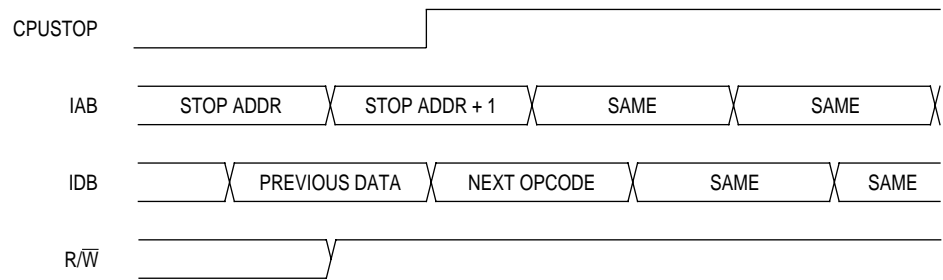 CPUSTOP
IAB STOP ADDR STOP ADDR + 1 SAME SAME
IDB PREVIOUS DATA NEXT OPCODE SAME SAME
R/W̅